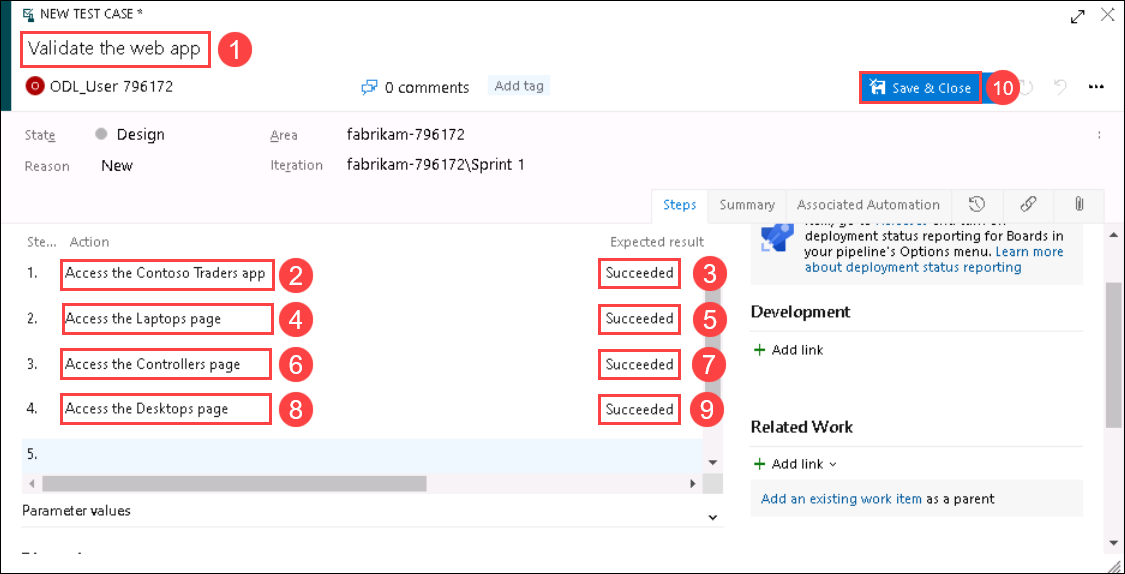 NEW TEST CASE *
Validate the web app 1
O ODL_User 796172 0 comments Add tag Save & Close 10 ...
State Design Area fabrikam-796172
Reason New Iteration fabrikam-796172\Sprint 1
Steps Summary Associated Automation
Ste... Action Expected result
1. Access the Contoso Traders app 2 Succeeded 3
2. Access the Laptops page 4 Succeeded 5
3. Access the Controllers page 6 Succeeded 7
4. Access the Desktops page 8 Succeeded 9
5.
Parameter values
deployment status reporting for Boards in
your pipeline's Options menu. Learn more
about deployment status reporting
Development
+ Add link
Related Work
+ Add link
Add an existing work item as a parent